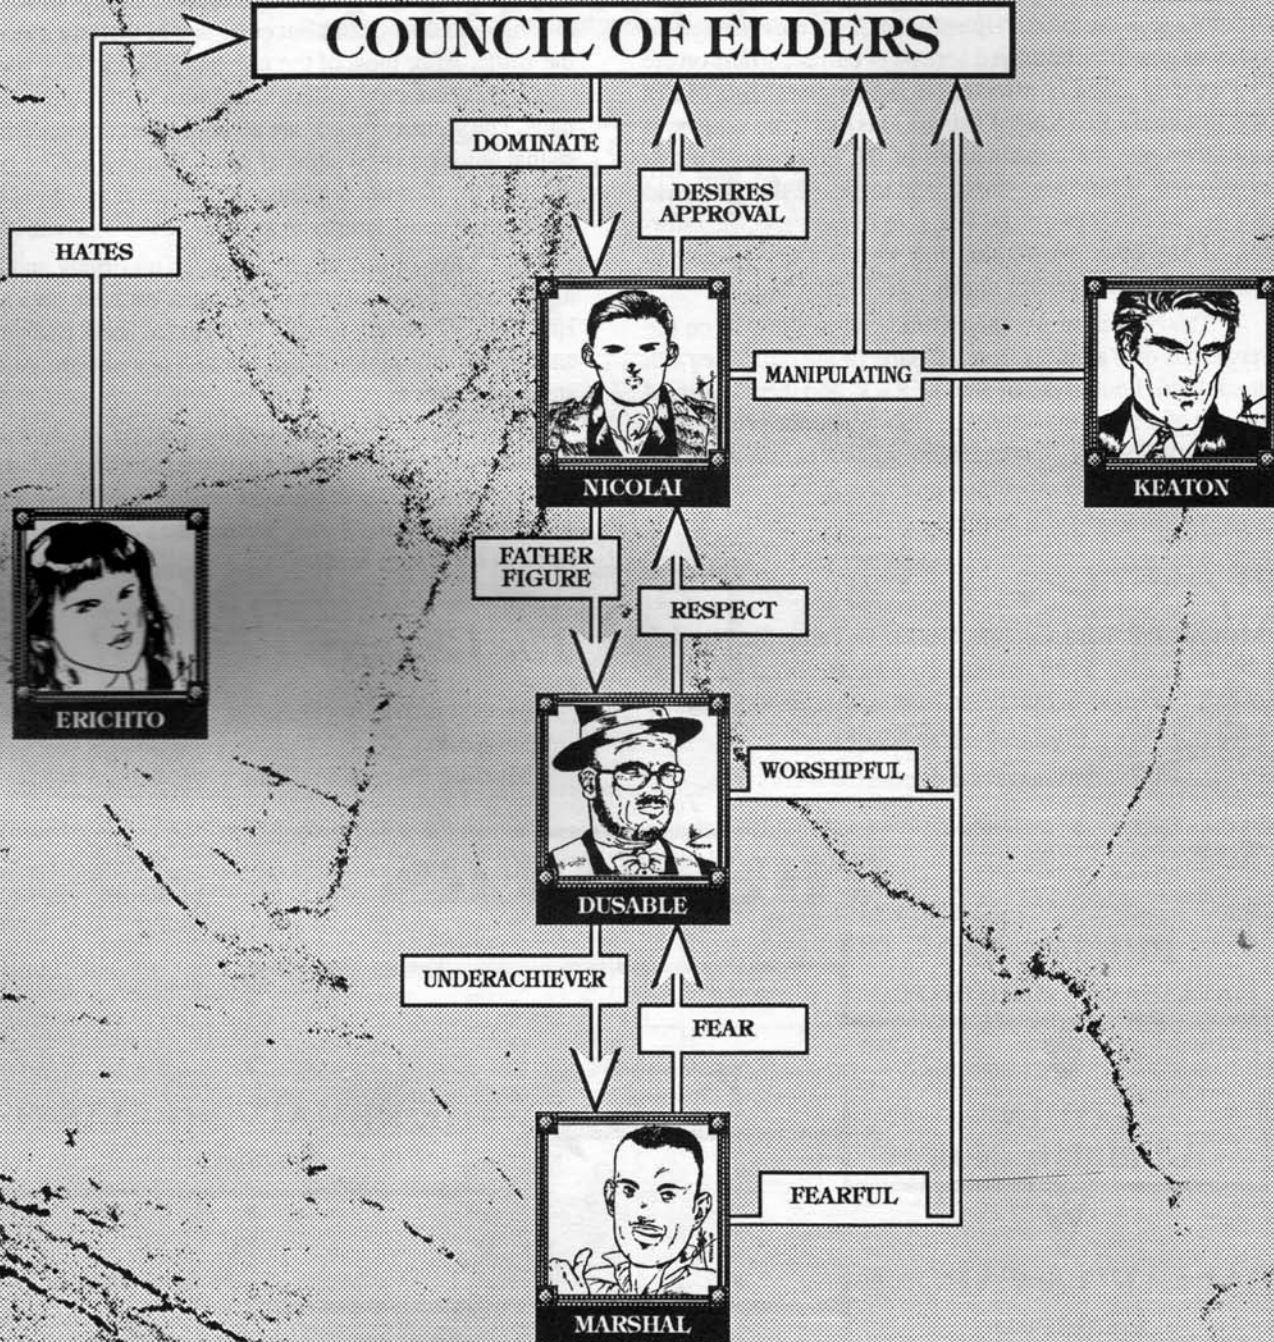 COUNCIL OF ELDERS
DOMINATE
DESIRES
APPROVAL
HATES
MANIPULATING
NICOLAI
KEATON
FATHER
FIGURE
RESPECT
ERICHTO
WORSHIPFUL
DUSABLE
UNDERACHIEVER
FEAR
FEARFUL
MARSHAL